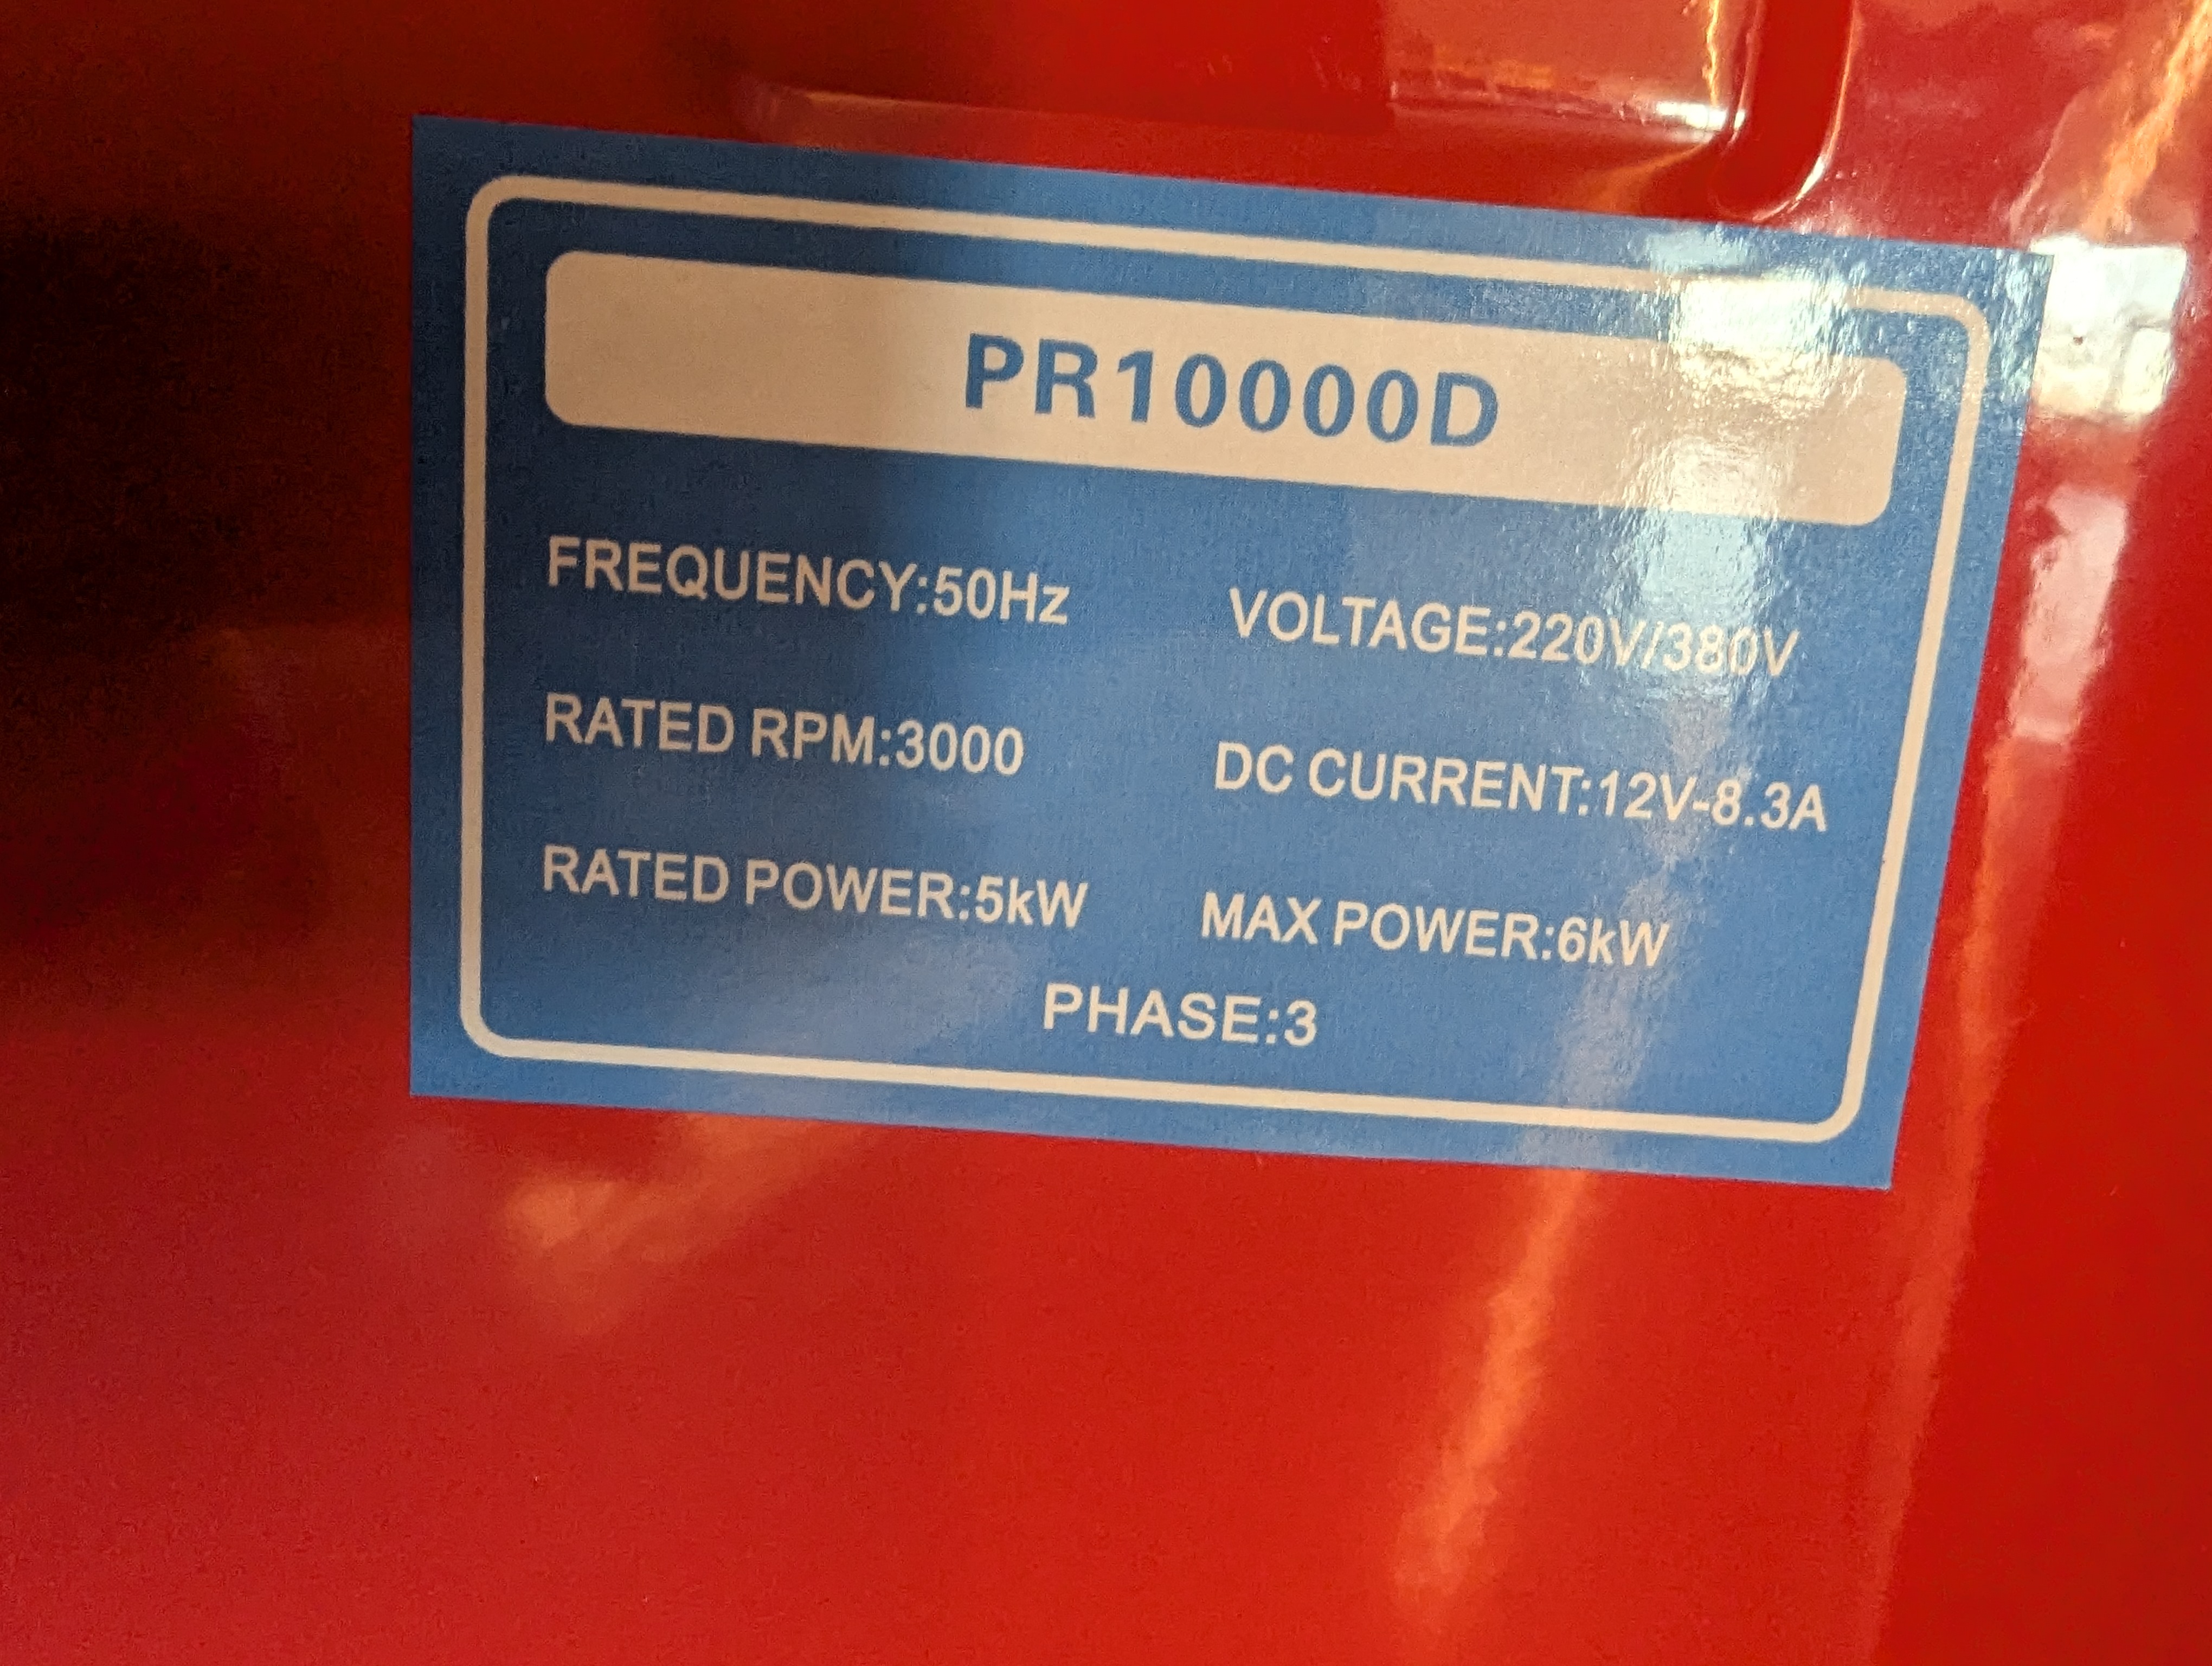 PR10000D
FREQUENCY:50Hz
VOLTAGE:220V/380V
RATED RPM:3000
DC CURRENT:12V-8.3A
RATED POWER:5kW
MAX POWER:6kW
PHASE:3